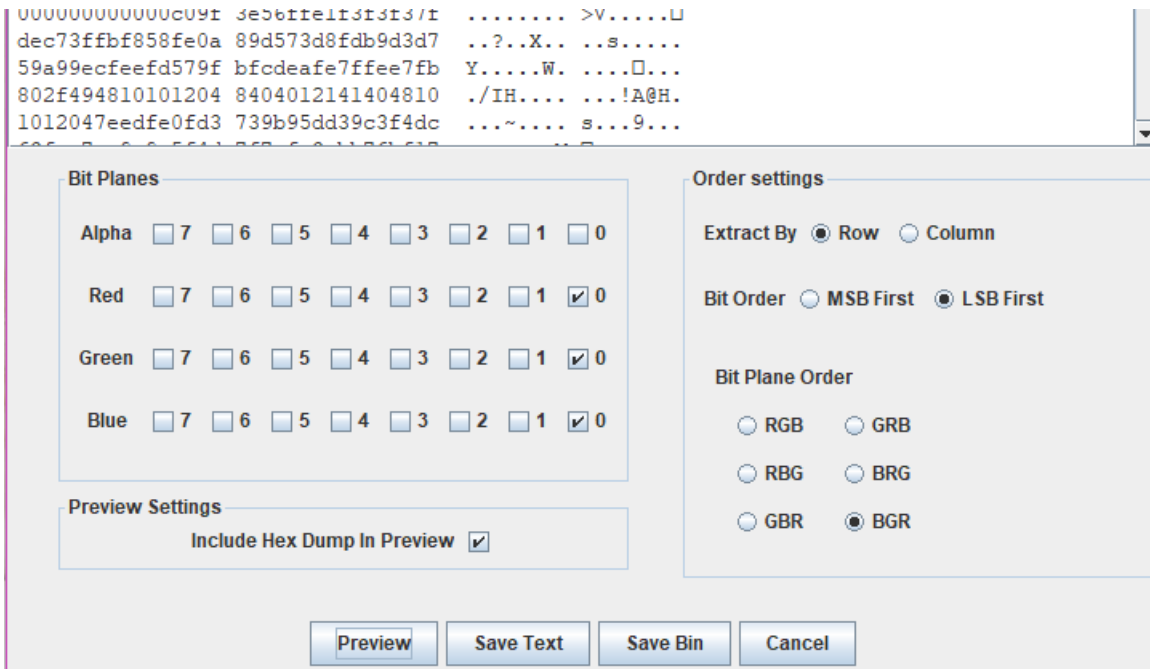 dec73ffbf858fe0a 89d573d8fdb9d3d7 ..?..X.. ..s.....
59a99ecfeefd579f bfcdeafe7ffee7fb Y.....W. ....□...
802f494810101204 8404012141404810 ./IH.... ...!A@H.
1012047eedfe0fd3 739b95dd39c3f4dc ...~.... s...9...
Bit Planes
Alpha 7 6 5 4 3 2 1 0
Red 7 6 5 4 3 2 1 0
Green 7 6 5 4 3 2 1 0
Blue 7 6 5 4 3 2 1 0
Preview Settings
Include Hex Dump In Preview
Order settings
Extract By Row Column
Bit Order MSB First LSB First
Bit Plane Order
RGB GRB
RBG BRG
GBR BGR
Preview Save Text Save Bin Cancel